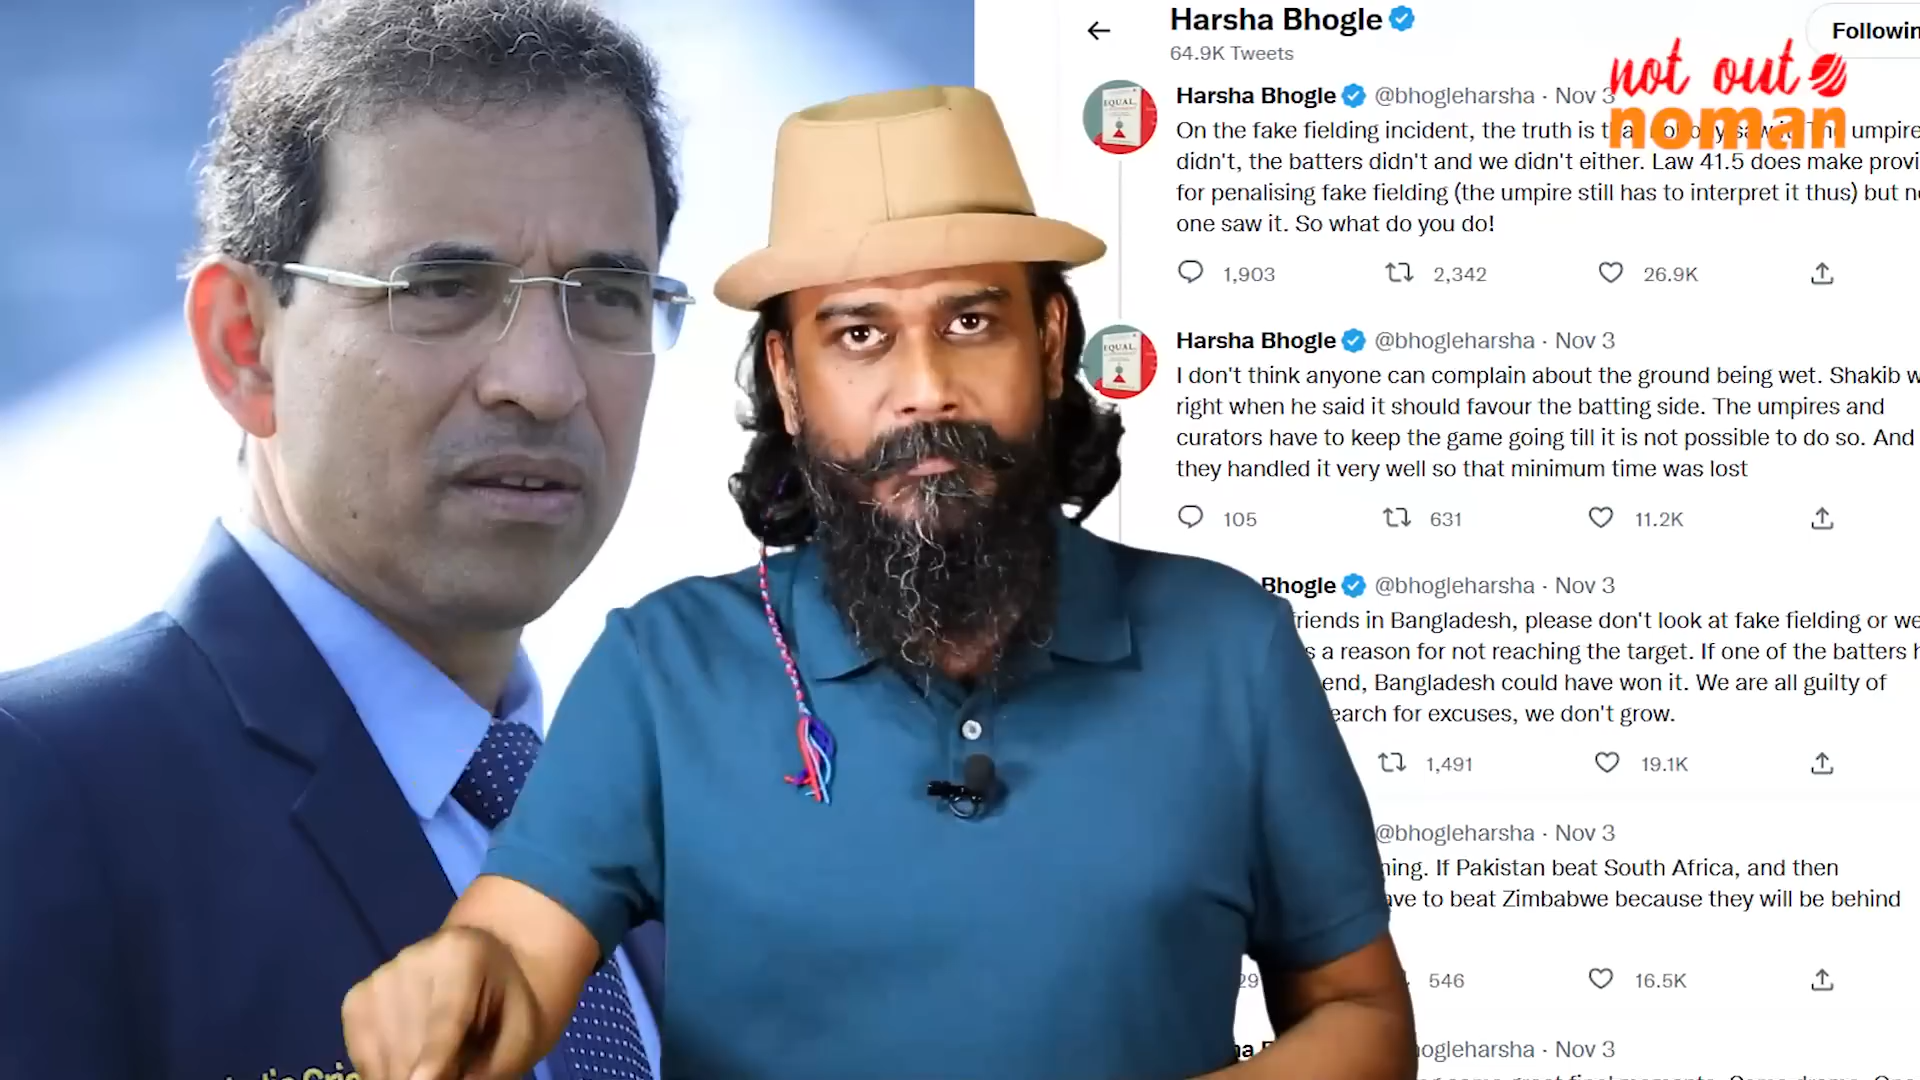 Harsha Bhogle
64.9K Tweets
not out
noman
Harsha Bhogle @bhogleharsha · Nov 3
On the fake fielding incident, the truth is umpire
didn't, the batters didn't and we didn't either. Law 41.5 does make provi
for penalising fake fielding (the umpire still has to interpret it thus) but n
one saw it. So what do you do!
1,903 2,342 26.9K
Harsha Bhogle @bhogleharsha · Nov 3
I don't think anyone can complain about the ground being wet. Shakib w
right when he said it should favour the batting side. The umpires and
curators have to keep the game going till it is not possible to do so. And
they handled it very well so that minimum time was lost
105 631 11.2K
Bhogle @bhogleharsha · Nov 3
riends in Bangladesh, please don't look at fake fielding or we
s a reason for not reaching the target. If one of the batters h
end, Bangladesh could have won it. We are all guilty of
earch for excuses, we don't grow.
1,491 19.1K
@bhogleharsha · Nov 3
ning. If Pakistan beat South Africa, and then
ave to beat Zimbabwe because they will be behind
29 546 16.5K
ogleharsha · Nov 3